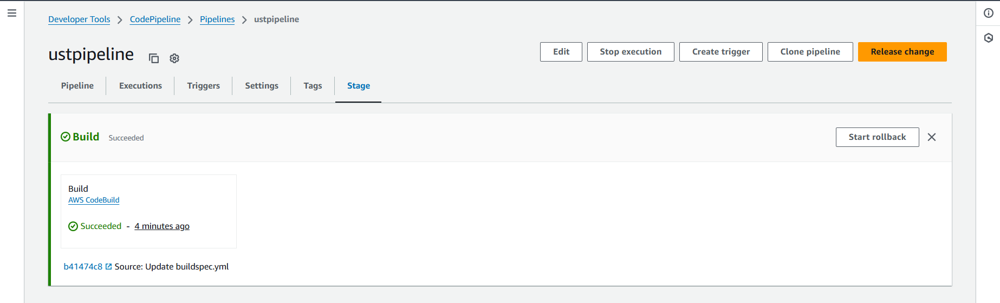 Developer Tools > CodePipeline > Pipelines > ustpipeline
ustpipeline
Edit Stop execution Create trigger Clone pipeline Release change
Pipeline Executions Triggers Settings Tags Stage
Build Succeeded Start rollback
Build
AWS CodeBuild
Succeeded - 4 minutes ago
b41474c8 Source: Update buildspec.yml